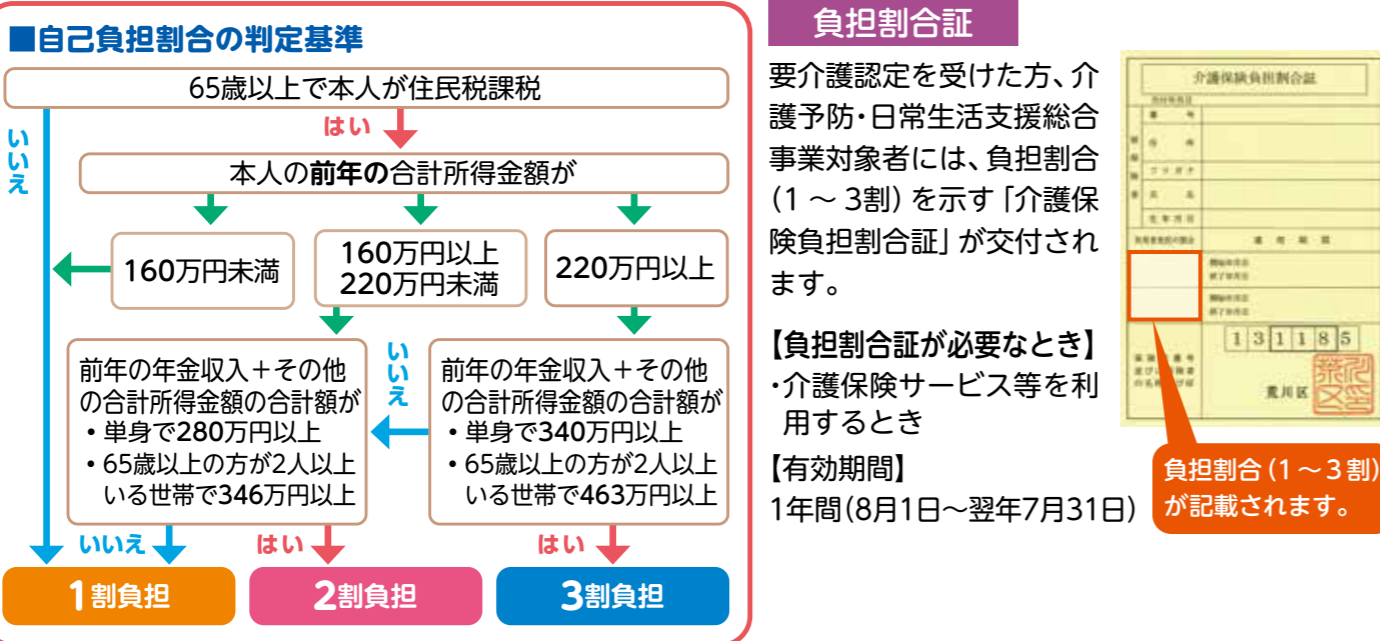 ■自己負担割合の判定基準
65歳以上で本人が住民税課税
いいえ
はい
本人の前年の合計所得金額が
160万円未満
160万円以上
220万円未満
220万円以上
前年の年金収入＋その他
の合計所得金額の合計額が
・単身で280万円以上
・65歳以上の方が2人以上
いる世帯で346万円以上
いいえ
前年の年金収入＋その他
の合計所得金額の合計額が
・単身で340万円以上
・65歳以上の方が2人以上
いる世帯で463万円以上
いいえ
はい
はい
1割負担
2割負担
3割負担
負担割合証
要介護認定を受けた方、介
護予防・日常生活支援総合
事業対象者には、負担割合
（1～3割）を示す「介護保
険負担割合証」が交付され
ます。
【負担割合証が必要なとき】
・介護保険サービス等を利
用するとき
【有効期間】
1年間（8月1日～翌年7月31日）
介護保険負担割合証
フリガナ
適用期間
131185
荒川区
負担割合（1～3割）
が記載されます。